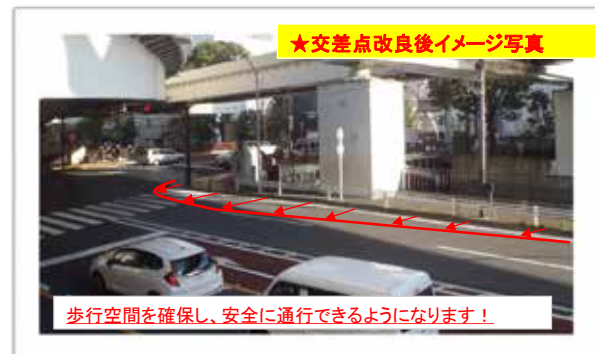 ★交差点改良後イメージ写真
歩行空間を確保し、安全に通行できるようになります！